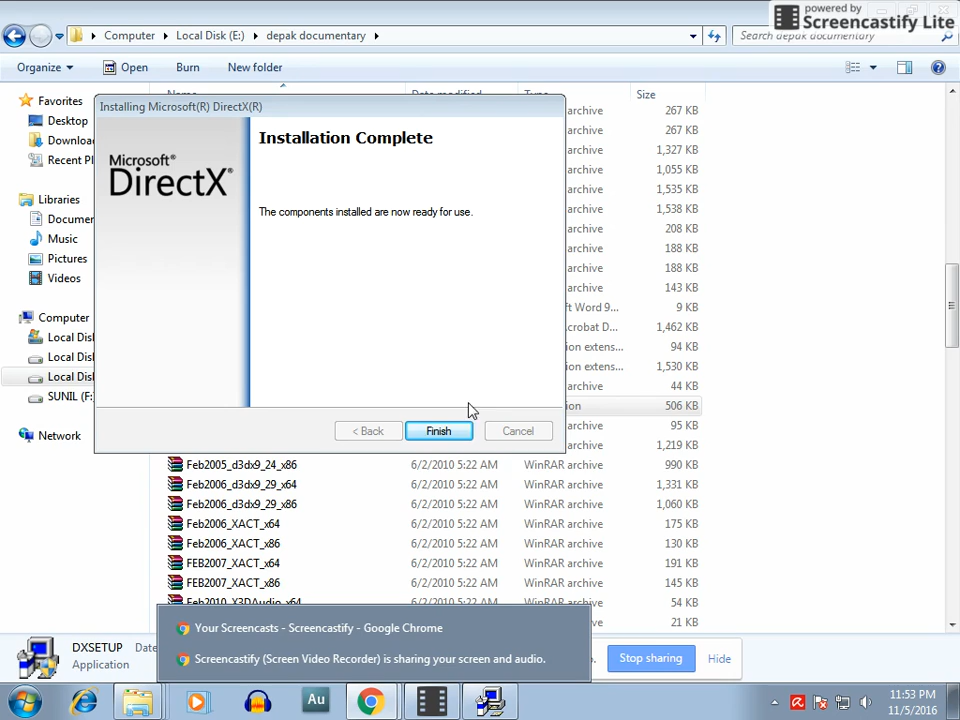 powered by
Screencastify Lite
Computer
Local Disk (E:)
depak documentary
Search depak documentary
Organize
Open
Burn
New folder
Name
Date modified
Type
Size
Favorites
Desktop
Downloa
Recent Pl
Libraries
Documen
Music
Pictures
Videos
Computer
Local Disk
Local Disk
Local Disk
SUNIL (F:
Network
Installing Microsoft(R) DirectX(R)
Microsoft®
DirectX®
Installation Complete
The components installed are now ready for use.
< Back
Finish
Cancel
archive 267 KB
archive 267 KB
archive 1,327 KB
archive 1,055 KB
archive 1,535 KB
archive 1,538 KB
archive 208 KB
archive 188 KB
archive 188 KB
archive 143 KB
ft Word 9... 9 KB
crobat D... 1,462 KB
ion extens... 94 KB
ion extens... 1,530 KB
archive 44 KB
ion 506 KB
archive 95 KB
archive 1,219 KB
Feb2005_d3dx9_24_x86 6/2/2010 5:22 AM WinRAR archive 990 KB
Feb2006_d3dx9_29_x64 6/2/2010 5:22 AM WinRAR archive 1,331 KB
Feb2006_d3dx9_29_x86 6/2/2010 5:22 AM WinRAR archive 1,060 KB
Feb2006_XACT_x64 6/2/2010 5:22 AM WinRAR archive 175 KB
Feb2006_XACT_x86 6/2/2010 5:22 AM WinRAR archive 130 KB
FEB2007_XACT_x64 6/2/2010 5:22 AM WinRAR archive 191 KB
FEB2007_XACT_x86 6/2/2010 5:22 AM WinRAR archive 145 KB
Feb2010_X3DAudio_x64 6/2/2010 5:22 AM WinRAR archive 54 KB
archive 21 KB
Your Screencasts - Screencastify - Google Chrome
Screencastify (Screen Video Recorder) is sharing your screen and audio.
DXSETUP Date
Application
Stop sharing
Hide
Au
11:53 PM
11/5/2016